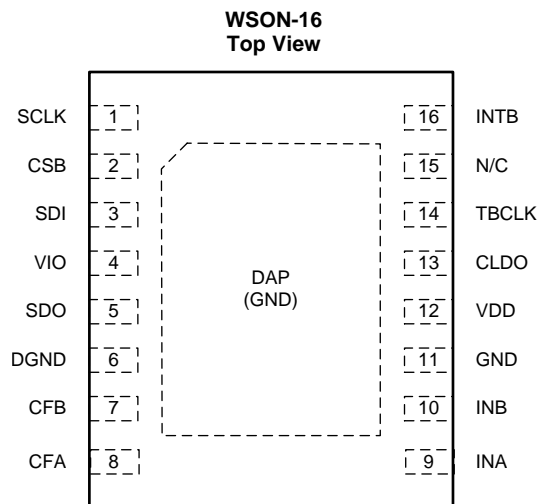 WSON-16
Top View
SCLK 1 16 INTB
CSB 2 15 N/C
SDI 3 14 TBCLK
VIO 4 13 CLDO
DAP
(GND)
SDO 5 12 VDD
DGND 6 11 GND
CFB 7 10 INB
CFA 8 9 INA